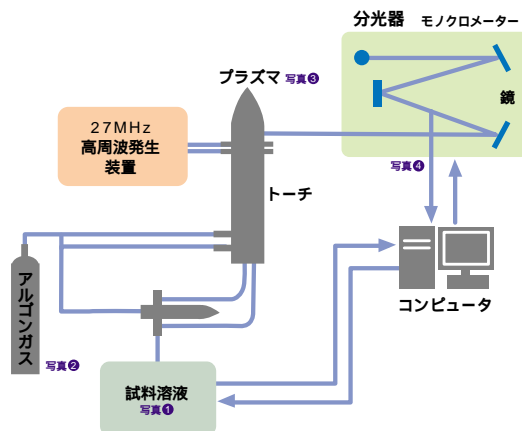 分光器 モノクロメーター
プラズマ 写真❸
鏡
27MHz
高周波発生
装置
写真❹
トーチ
アルゴンガス
写真❷
コンピュータ
試料溶液
写真❶